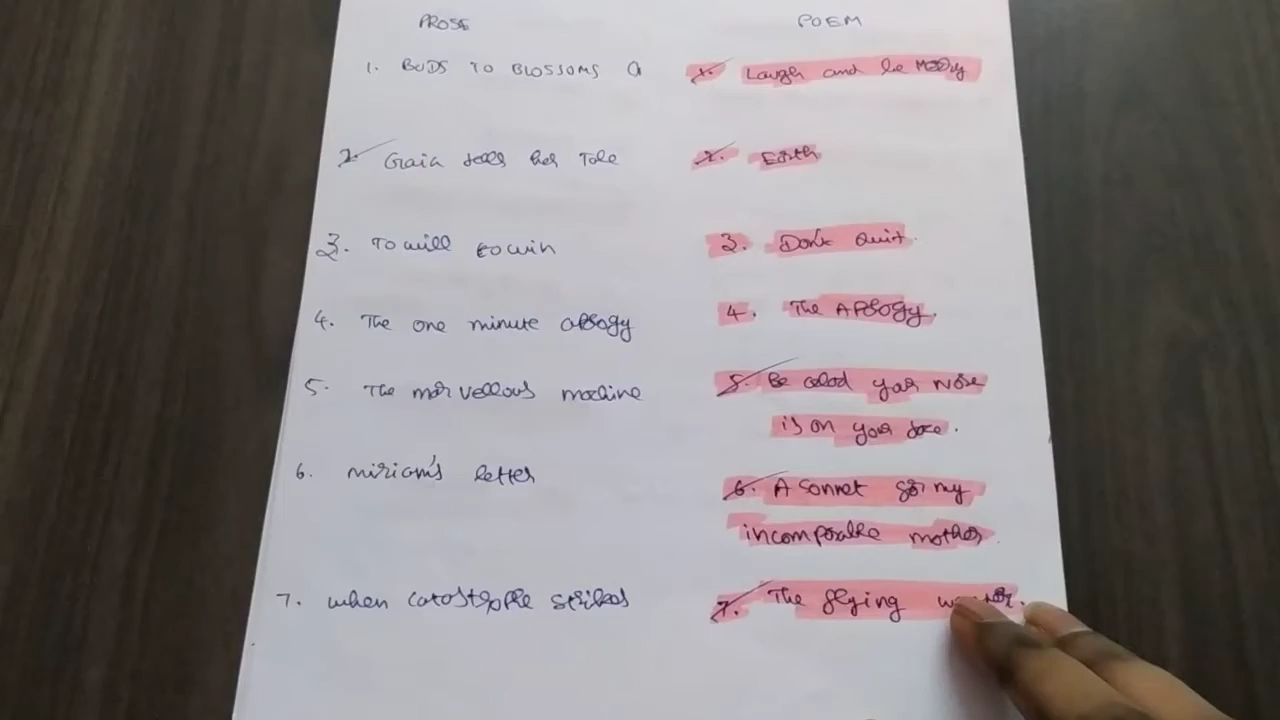 PROSE
POEM
1. BUDS TO BLOSSOMS
1. Laugh and be Merry
2. Gaia tells her Tale
2. Earth
3. To will to win
3. Don't Quit.
4. The one minute apology
4. The Apology.
5. The marvellous machine
5. Be Glad your Nose
is on your face.
6. Miriam's letter
6. A sonnet for my
incomparable mother
7. when catastrophe strikes
7. The flying